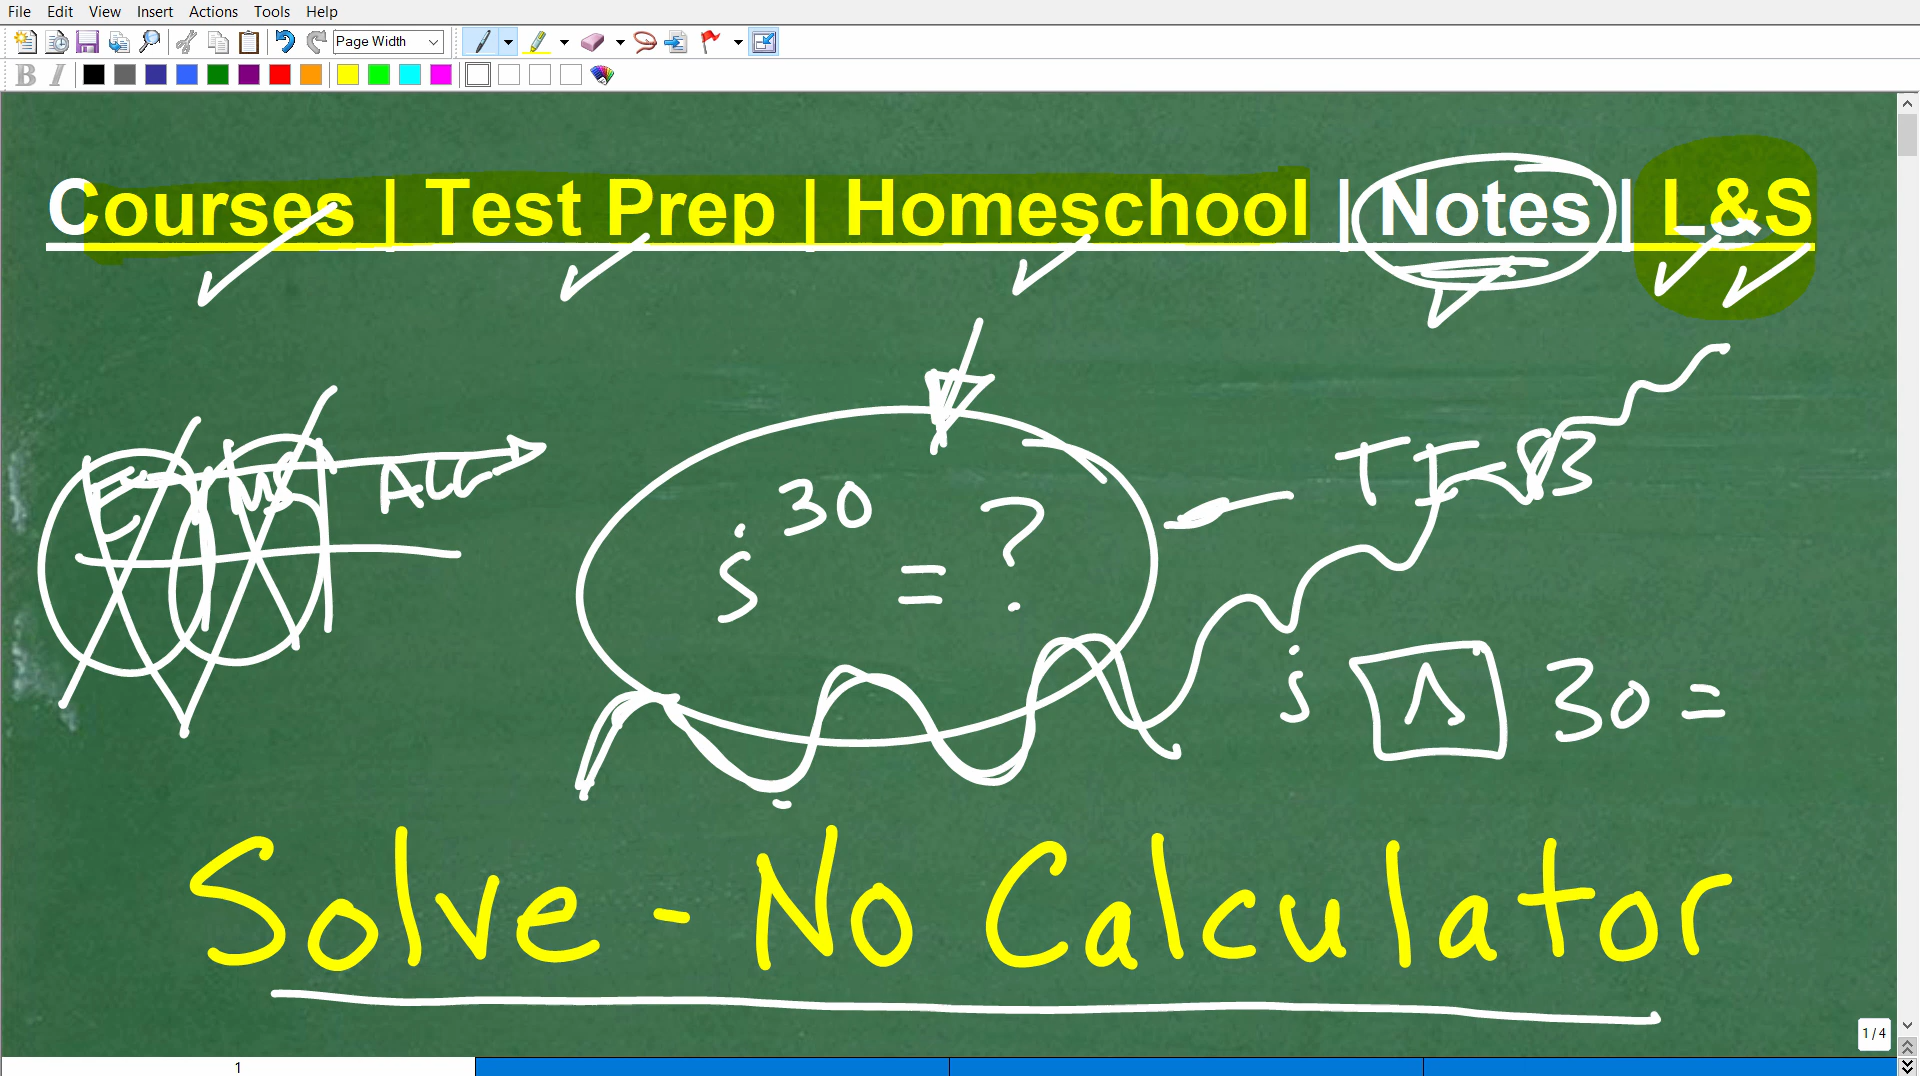 File Edit View Insert Actions Tools Help
Page Width
B I
Courses | Test Prep | Homeschool | Notes | L&S
ALG
TI-83
i^30 = ?
i ^ 30 =
Solve - No Calculator
1 / 4
1